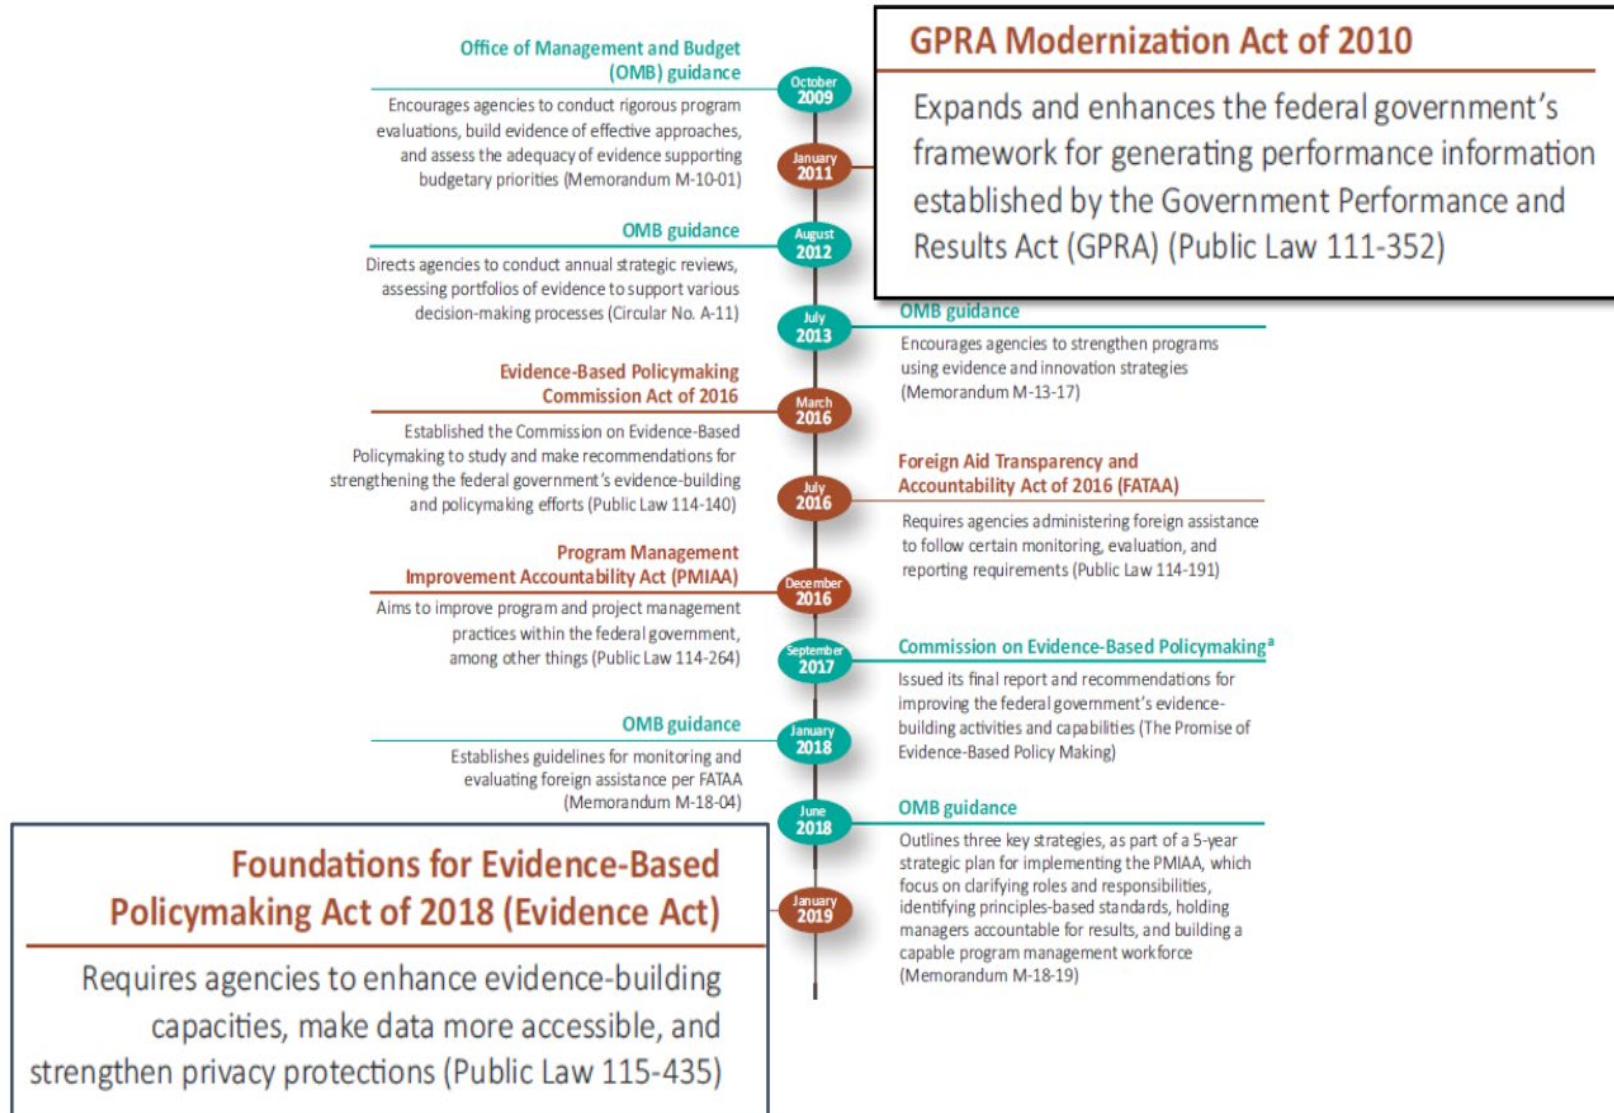 Office of Management and Budget
(OMB) guidance
Encourages agencies to conduct rigorous program
evaluations, build evidence of effective approaches,
and assess the adequacy of evidence supporting
budgetary priorities (Memorandum M-10-01)
October
2009
January
2011
GPRA Modernization Act of 2010
Expands and enhances the federal government’s
framework for generating performance information
established by the Government Performance and
Results Act (GPRA) (Public Law 111-352)
OMB guidance
Directs agencies to conduct annual strategic reviews,
assessing portfolios of evidence to support various
decision-making processes (Circular No. A-11)
August
2012
July
2013
OMB guidance
Encourages agencies to strengthen programs
using evidence and innovation strategies
(Memorandum M-13-17)
Evidence-Based Policymaking
Commission Act of 2016
Established the Commission on Evidence-Based
Policymaking to study and make recommendations for
strengthening the federal government’s evidence-building
and policymaking efforts (Public Law 114-140)
March
2016
July
2016
Foreign Aid Transparency and
Accountability Act of 2016 (FATAA)
Requires agencies administering foreign assistance
to follow certain monitoring, evaluation, and
reporting requirements (Public Law 114-191)
Program Management
Improvement Accountability Act (PMIAA)
Aims to improve program and project management
practices within the federal government,
among other things (Public Law 114-264)
December
2016
September
2017
Commission on Evidence-Based Policymakingᵃ
Issued its final report and recommendations for
improving the federal government’s evidence-
building activities and capabilities (The Promise of
Evidence-Based Policy Making)
OMB guidance
Establishes guidelines for monitoring and
evaluating foreign assistance per FATAA
(Memorandum M-18-04)
January
2018
June
2018
OMB guidance
Outlines three key strategies, as part of a 5-year
strategic plan for implementing the PMIAA, which
focus on clarifying roles and responsibilities,
identifying principles-based standards, holding
managers accountable for results, and building a
capable program management workforce
(Memorandum M-18-19)
Foundations for Evidence-Based
Policymaking Act of 2018 (Evidence Act)
Requires agencies to enhance evidence-building
capacities, make data more accessible, and
strengthen privacy protections (Public Law 115-435)
January
2019